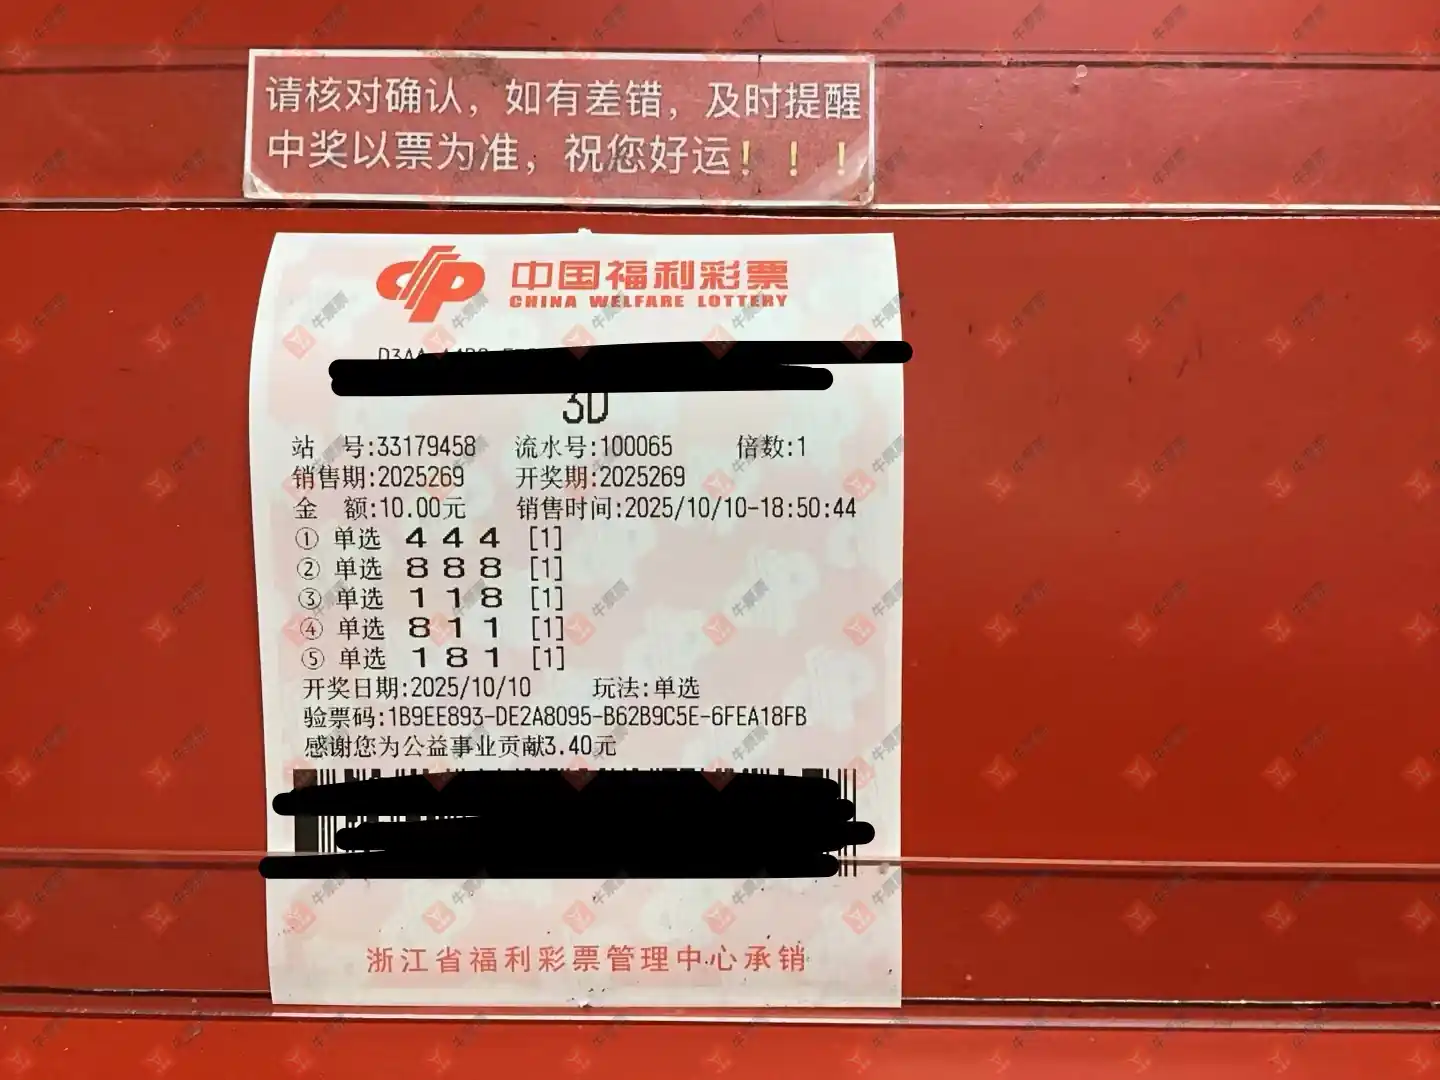 请核对确认，如有差错，及时提醒
中奖以票为准，祝您好运！！！
中国福利彩票
CHINA WELFARE LOTTERY
3D
站 号:33179458 流水号:100065 倍数:1
销售期:2025269 开奖期:2025269
金 额:10.00元 销售时间:2025/10/10-18:50:44
① 单选 4 4 4 [1]
② 单选 8 8 8 [1]
③ 单选 1 1 8 [1]
④ 单选 8 1 1 [1]
⑤ 单选 1 8 1 [1]
开奖日期:2025/10/10 玩法:单选
验票码:1B9EE893-DE2A8095-B62B9C5E-6FEA18FB
感谢您为公益事业贡献3.40元
浙江省福利彩票管理中心承销
牛票票